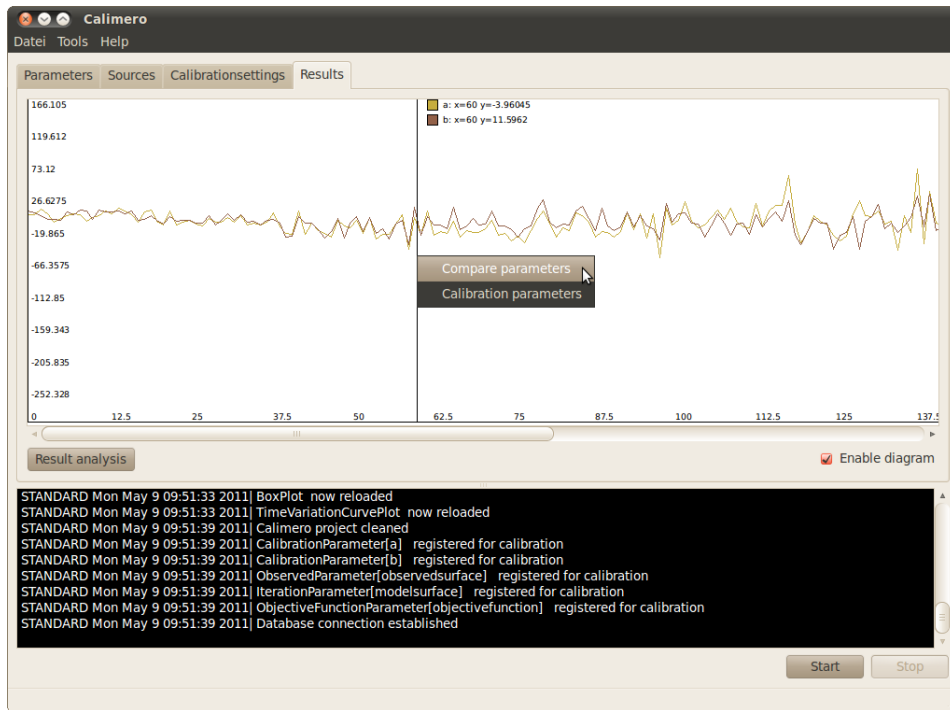 Calimero
Datei Tools Help
Parameters Sources Calibrationsettings Results
166.105
a: x=60 y=-3.96045
b: x=60 y=11.5962
119.612
73.12
26.6275
-19.865
-66.3575
Compare parameters
Calibration parameters
-112.85
-159.343
-205.835
-252.328
0 12.5 25 37.5 50 62.5 75 87.5 100 112.5 125 137.5
Result analysis
Enable diagram
STANDARD Mon May 9 09:51:33 2011| BoxPlot now reloaded
STANDARD Mon May 9 09:51:33 2011| TimeVariationCurvePlot now reloaded
STANDARD Mon May 9 09:51:39 2011| Calimero project cleaned
STANDARD Mon May 9 09:51:39 2011| CalibrationParameter[a] registered for calibration
STANDARD Mon May 9 09:51:39 2011| CalibrationParameter[b] registered for calibration
STANDARD Mon May 9 09:51:39 2011| ObservedParameter[observedsurface] registered for calibration
STANDARD Mon May 9 09:51:39 2011| IterationParameter[modelsurface] registered for calibration
STANDARD Mon May 9 09:51:39 2011| ObjectiveFunctionParameter[objectivefunction] registered for calibration
STANDARD Mon May 9 09:51:39 2011| Database connection established
Start Stop